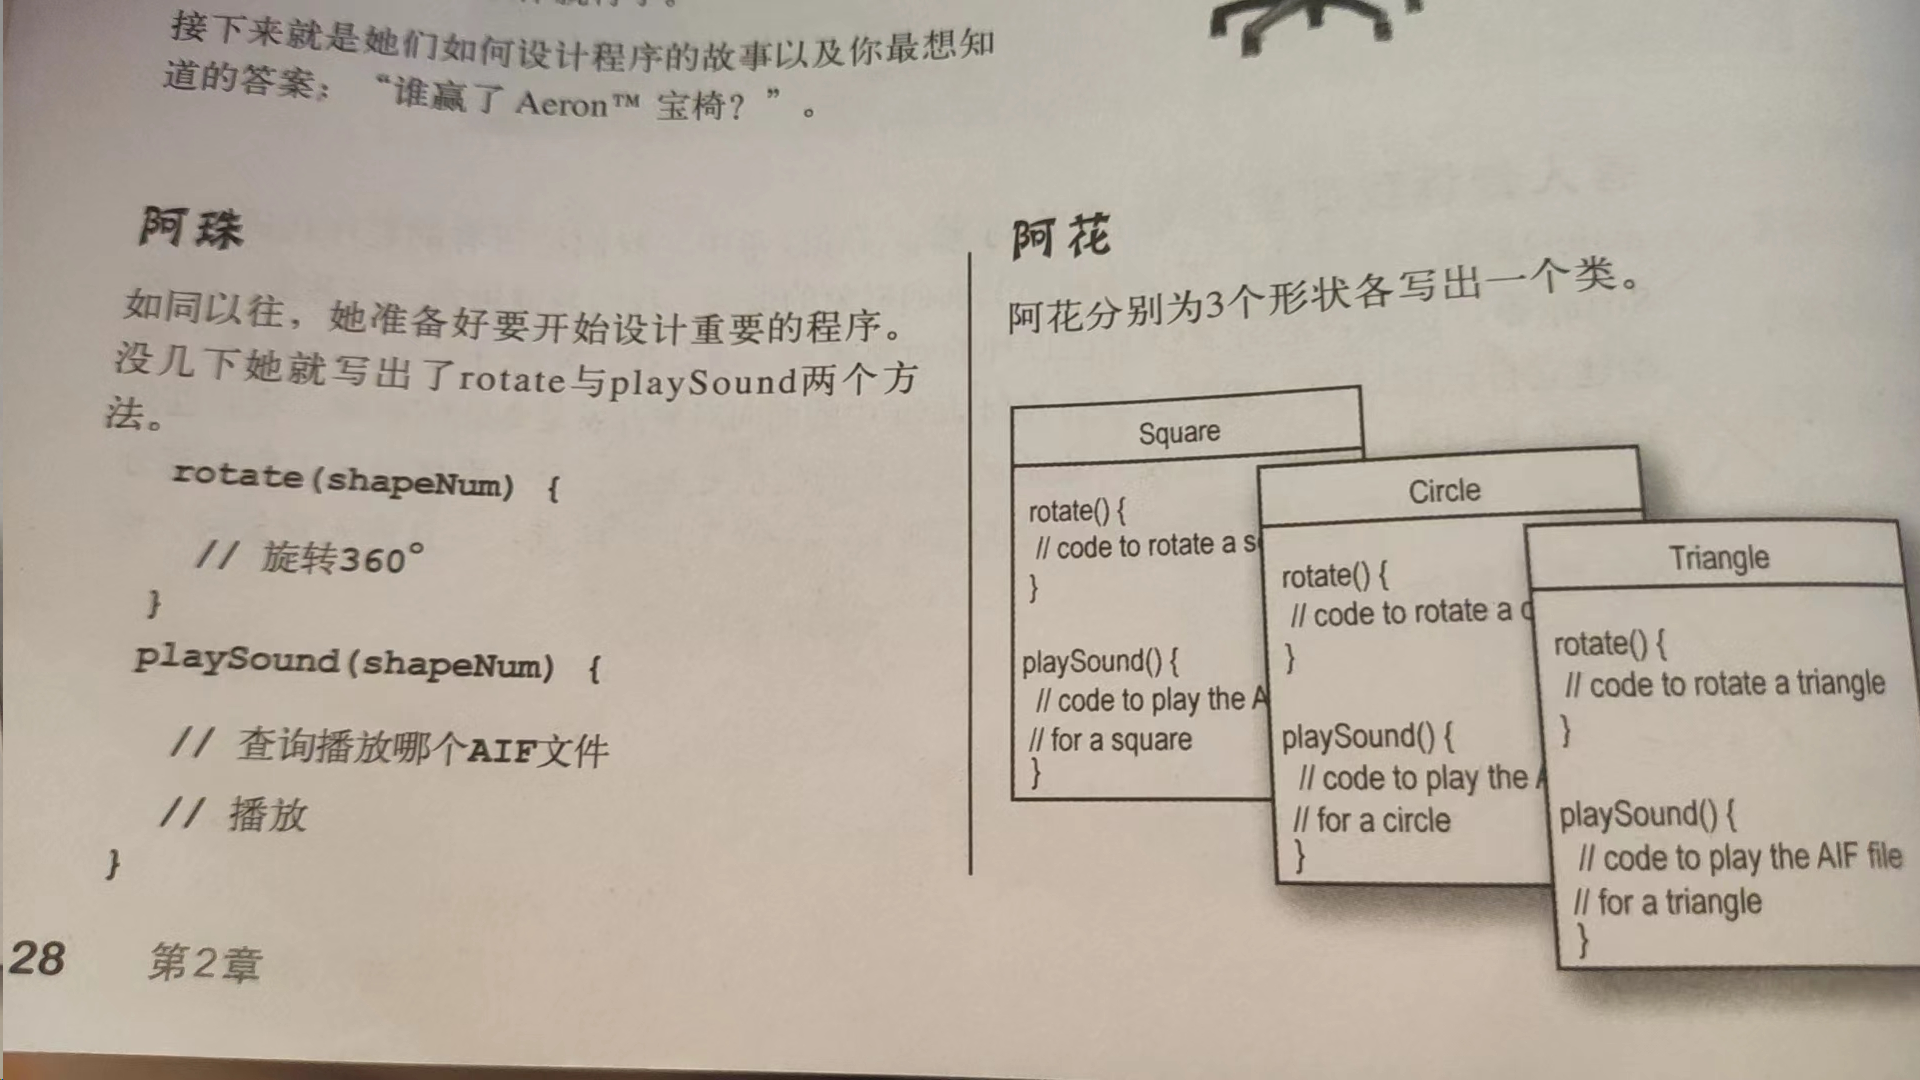 接下来就是她们如何设计程序的故事以及你最想知
道的答案：“谁赢了 Aeron™ 宝椅？”。
阿珠
如同以往，她准备好要开始设计重要的程序。
没几下她就写出了rotate与playSound两个方
法。
rotate(shapeNum) {
// 旋转360°
}
playSound(shapeNum) {
// 查询播放哪个AIF文件
// 播放
}
阿花
阿花分别为3个形状各写出一个类。
Square
rotate() {
// code to rotate a s
}
playSound() {
// code to play the A
// for a square
}
Circle
rotate() {
// code to rotate a c
}
playSound() {
// code to play the A
// for a circle
}
Triangle
rotate() {
// code to rotate a triangle
}
playSound() {
// code to play the AIF file
// for a triangle
}
28 第2章